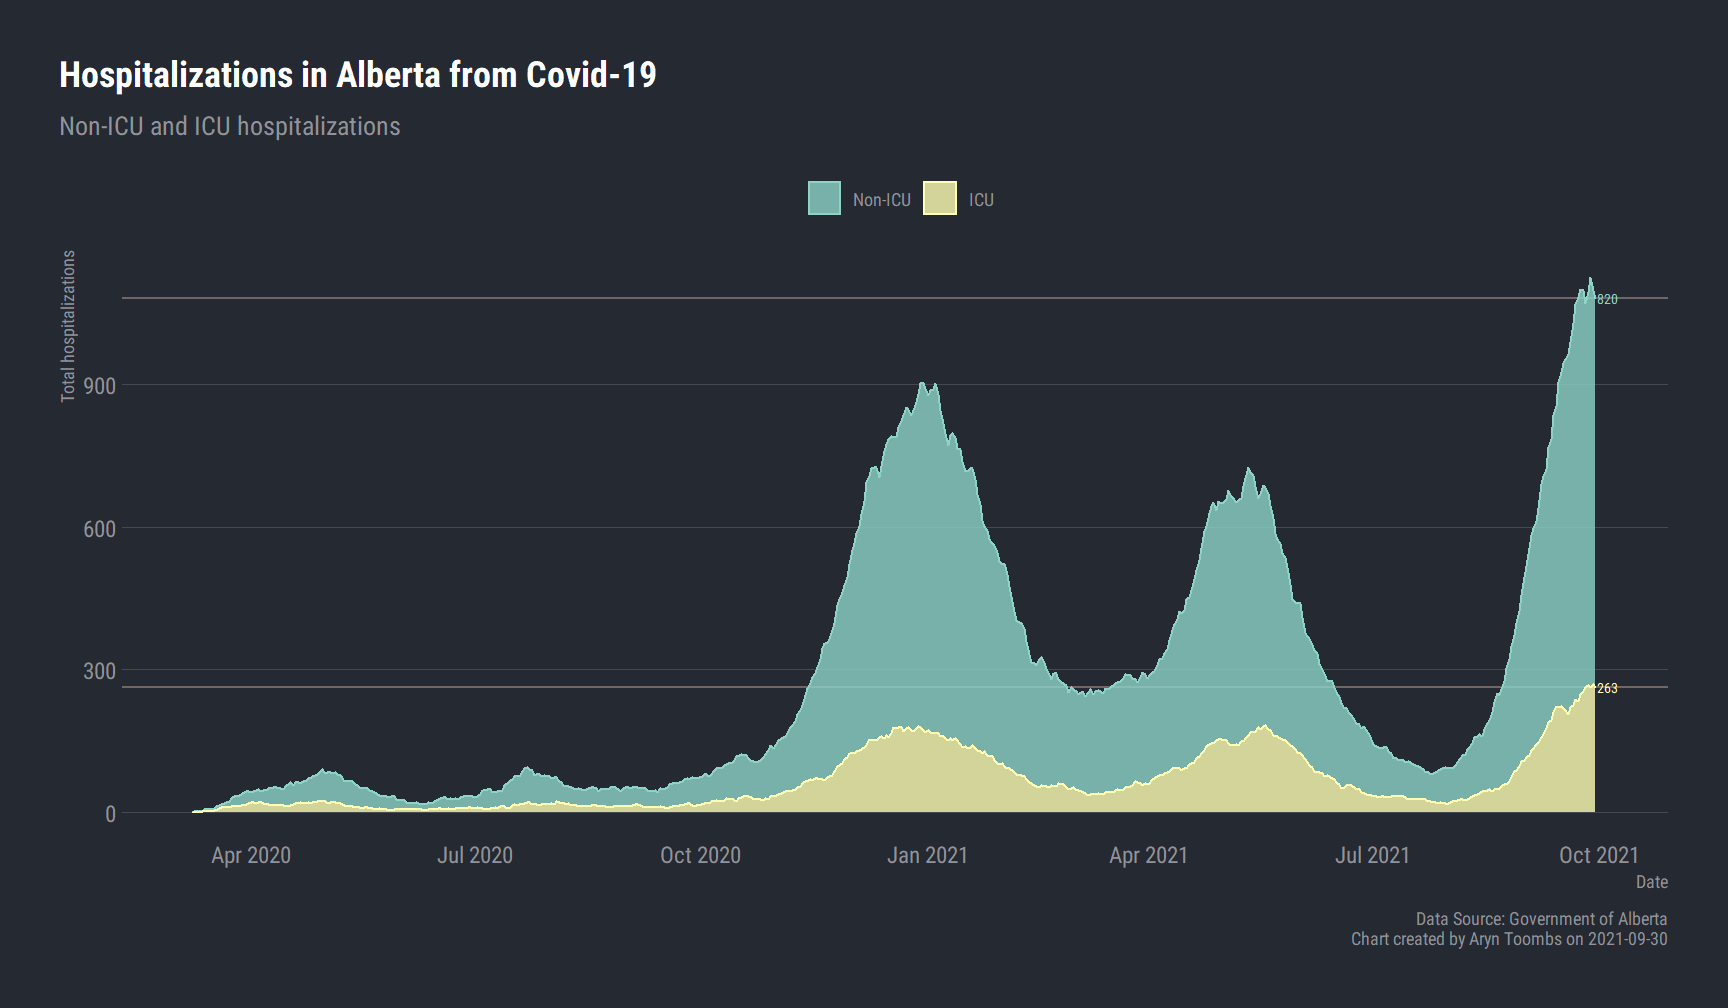 Hospitalizations in Alberta from Covid-19
Non-ICU and ICU hospitalizations
Non-ICU
ICU
Total hospitalizations
820
900
600
300
263
0
Apr 2020
Jul 2020
Oct 2020
Jan 2021
Apr 2021
Jul 2021
Oct 2021
Date
Data Source: Government of Alberta
Chart created by Aryn Toombs on 2021-09-30